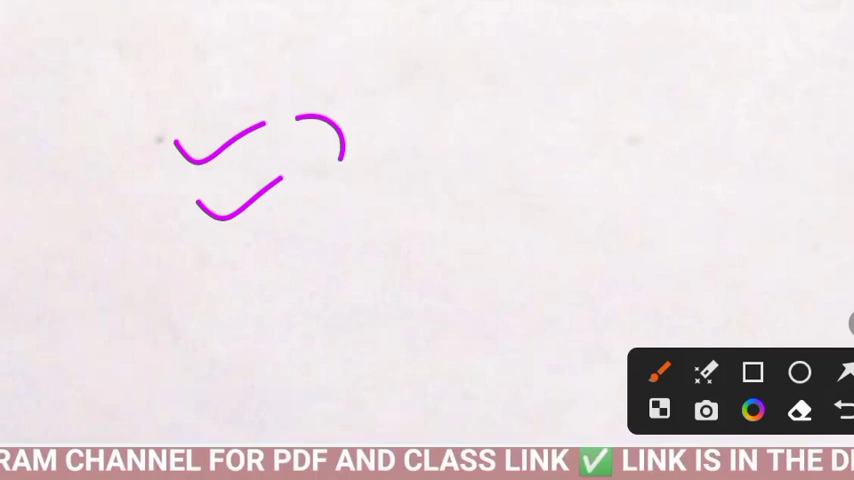 RAM CHANNEL FOR PDF AND CLASS LINK ✅ LINK IS IN THE